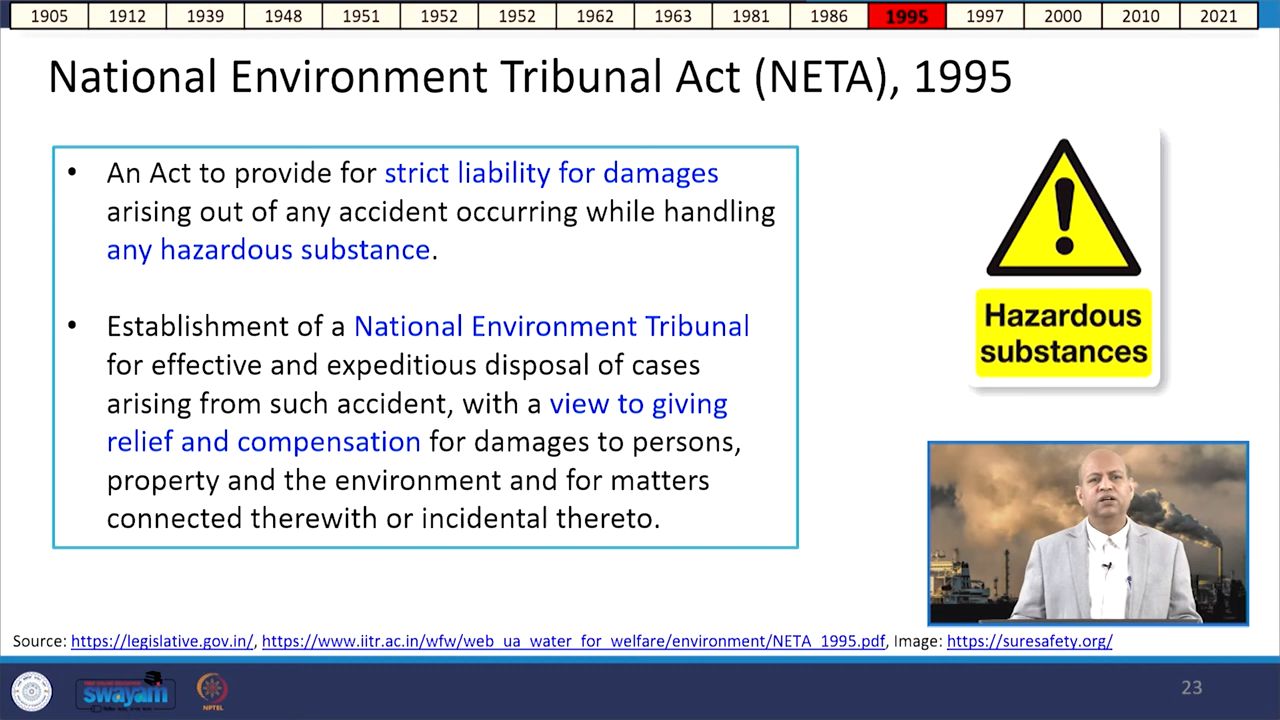 1905 1912 1939 1948 1951 1952 1952 1962 1963 1981 1986 1995 1997 2000 2010 2021
National Environment Tribunal Act (NETA), 1995
• An Act to provide for strict liability for damages
arising out of any accident occurring while handling
any hazardous substance.
• Establishment of a National Environment Tribunal
for effective and expeditious disposal of cases
arising from such accident, with a view to giving
relief and compensation for damages to persons,
property and the environment and for matters
connected therewith or incidental thereto.
Hazardous
substances
Source: https://legislative.gov.in/, https://www.iitr.ac.in/wfw/web_ua_water_for_welfare/environment/NETA_1995.pdf, Image: https://suresafety.org/
swayam
NPTEL
23